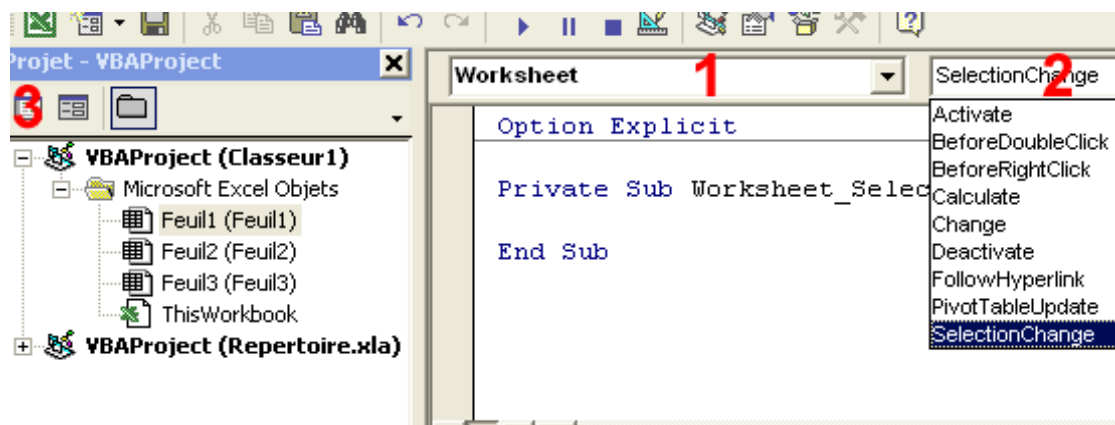 Projet - VBAProject
3
VBAProject (Classeur1)
Microsoft Excel Objets
Feuil1 (Feuil1)
Feuil2 (Feuil2)
Feuil3 (Feuil3)
ThisWorkbook
VBAProject (Repertoire.xla)
Worksheet 1
SelectionChange 2
Activate
BeforeDoubleClick
BeforeRightClick
Calculate
Change
Deactivate
FollowHyperlink
PivotTableUpdate
SelectionChange
Option Explicit
Private Sub Worksheet_Selec
End Sub